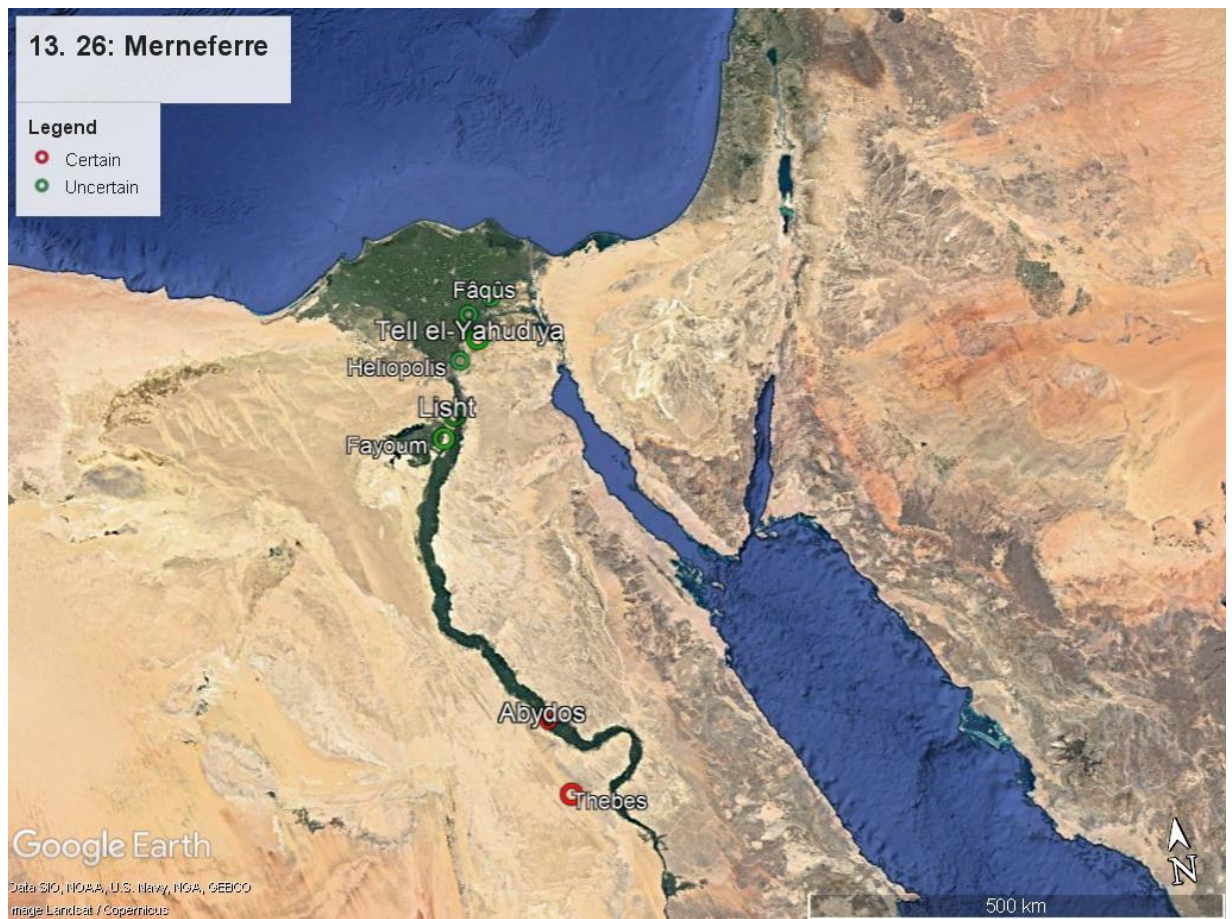 13. 26: Merneferre
Legend
Certain
Uncertain
Fâqûs
Tell el-Yahudiya
Heliopolis
Lisht
Fayoum
Abydos
Thebes
Google Earth
Data SIO, NOAA, U.S. Navy, NGA, GEBCO
Image Landsat / Copernicus
N
500 km